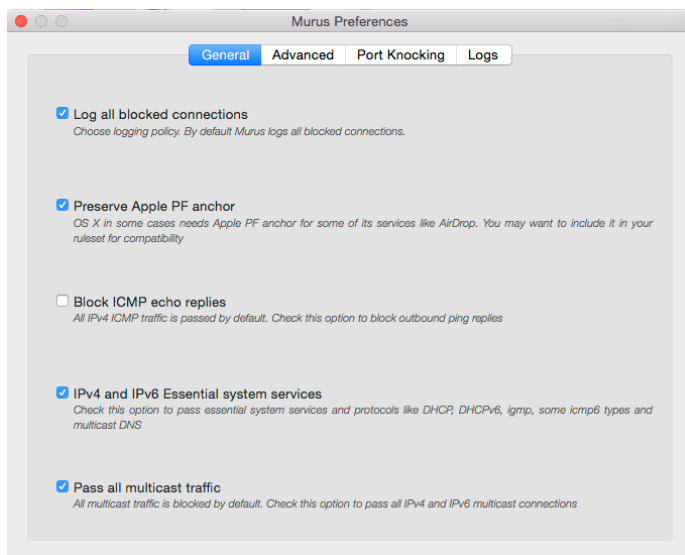 Murus Preferences
General Advanced Port Knocking Logs
Log all blocked connections
Choose logging policy. By default Murus logs all blocked connections.
Preserve Apple PF anchor
OS X in some cases needs Apple PF anchor for some of its services like AirDrop. You may want to include it in your
ruleset for compatibility
Block ICMP echo replies
All IPv4 ICMP traffic is passed by default. Check this option to block outbound ping replies
IPv4 and IPv6 Essential system services
Check this option to pass essential system services and protocols like DHCP, DHCPv6, igmp, some icmp6 types and
multicast DNS
Pass all multicast traffic
All multicast traffic is blocked by default. Check this option to pass all IPv4 and IPv6 multicast connections